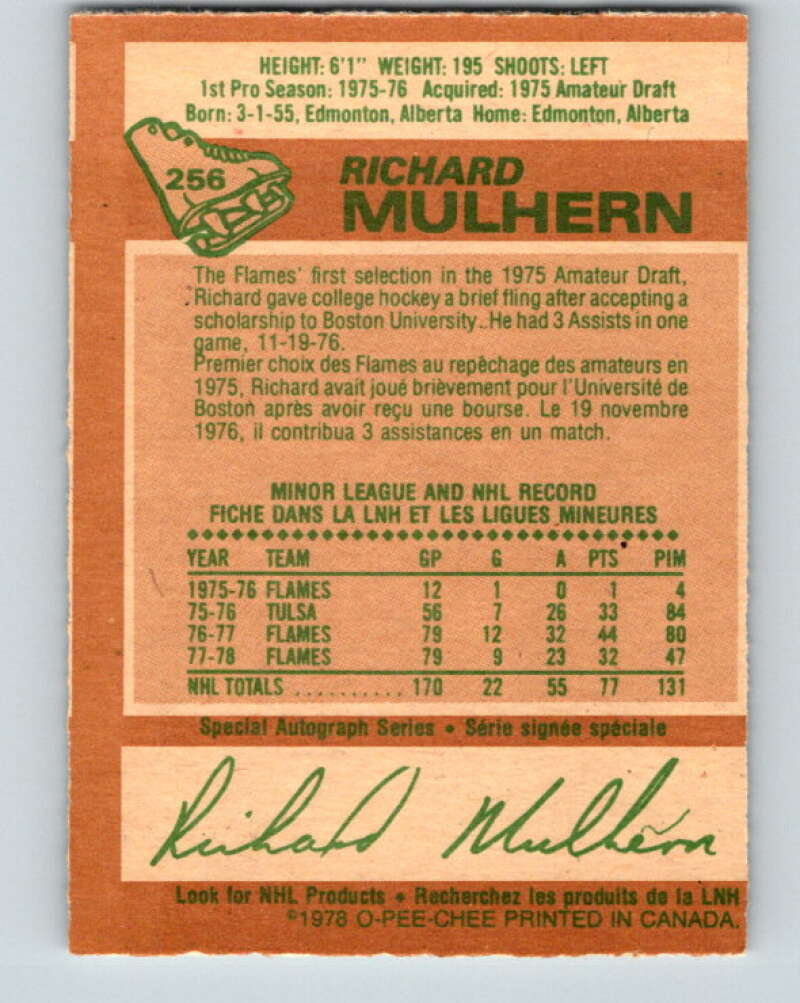 HEIGHT: 6'1" WEIGHT: 195 SHOOTS: LEFT
1st Pro Season: 1975-76 Acquired: 1975 Amateur Draft
Born: 3-1-55, Edmonton, Alberta Home: Edmonton, Alberta
256
RICHARD
MULHERN
The Flames' first selection in the 1975 Amateur Draft,
Richard gave college hockey a brief fling after accepting a
scholarship to Boston University. He had 3 Assists in one
game, 11-19-76.
Premier choix des Flames au repêchage des amateurs en
1975, Richard avait joué brièvement pour l'Université de
Boston après avoir reçu une bourse. Le 19 novembre
1976, il contribua 3 assistances en un match.
MINOR LEAGUE AND NHL RECORD
FICHE DANS LA LNH ET LES LIGUES MINEURES
YEAR TEAM GP G A PTS PIM
1975-76 FLAMES 12 1 0 1 4
75-76 TULSA 56 7 26 33 84
76-77 FLAMES 79 12 32 44 80
77-78 FLAMES 79 9 23 32 47
NHL TOTALS .......... 170 22 55 77 131
Special Autograph Series • Série signée spéciale
Richard Mulhern
Look for NHL Products • Recherchez les produits de la LNH
©1978 O-PEE-CHEE PRINTED IN CANADA.